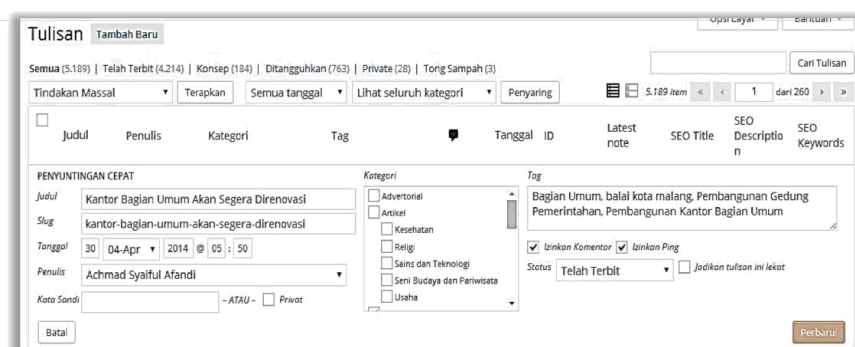 Opsi Layar Bantuan
Tulisan Tambah Baru
Semua (5.189) | Telah Terbit (4.214) | Konsep (184) | Ditangguhkan (763) | Private (28) | Tong Sampah (3)
Cari Tulisan
Tindakan Massal Terapkan Semua tanggal Lihat seluruh kategori Penyaring 5.189 item « ‹ 1 dari 260 › »
Judul Penulis Kategori Tag Tanggal ID Latest note SEO Title SEO Descriptio n SEO Keywords
PENYUNTINGAN CEPAT
Judul Kantor Bagian Umum Akan Segera Direnovasi
Slug kantor-bagian-umum-akan-segera-direnovasi
Tanggal 30 04-Apr 2014 @ 05 : 50
Penulis Achmad Syaiful Afandi
Kata Sandi – ATAU – Privat
Batal
Kategori
Advertorial
Artikel
Kesehatan
Religi
Sains dan Teknologi
Seni Budaya dan Pariwisata
Usaha
Tag
Bagian Umum, balai kota malang, Pembangunan Gedung
Pemerintahan, Pembangunan Kantor Bagian Umum
Izinkan Komentor Izinkan Ping
Status Telah Terbit Jadikan tulisan ini lekat
Perbarui